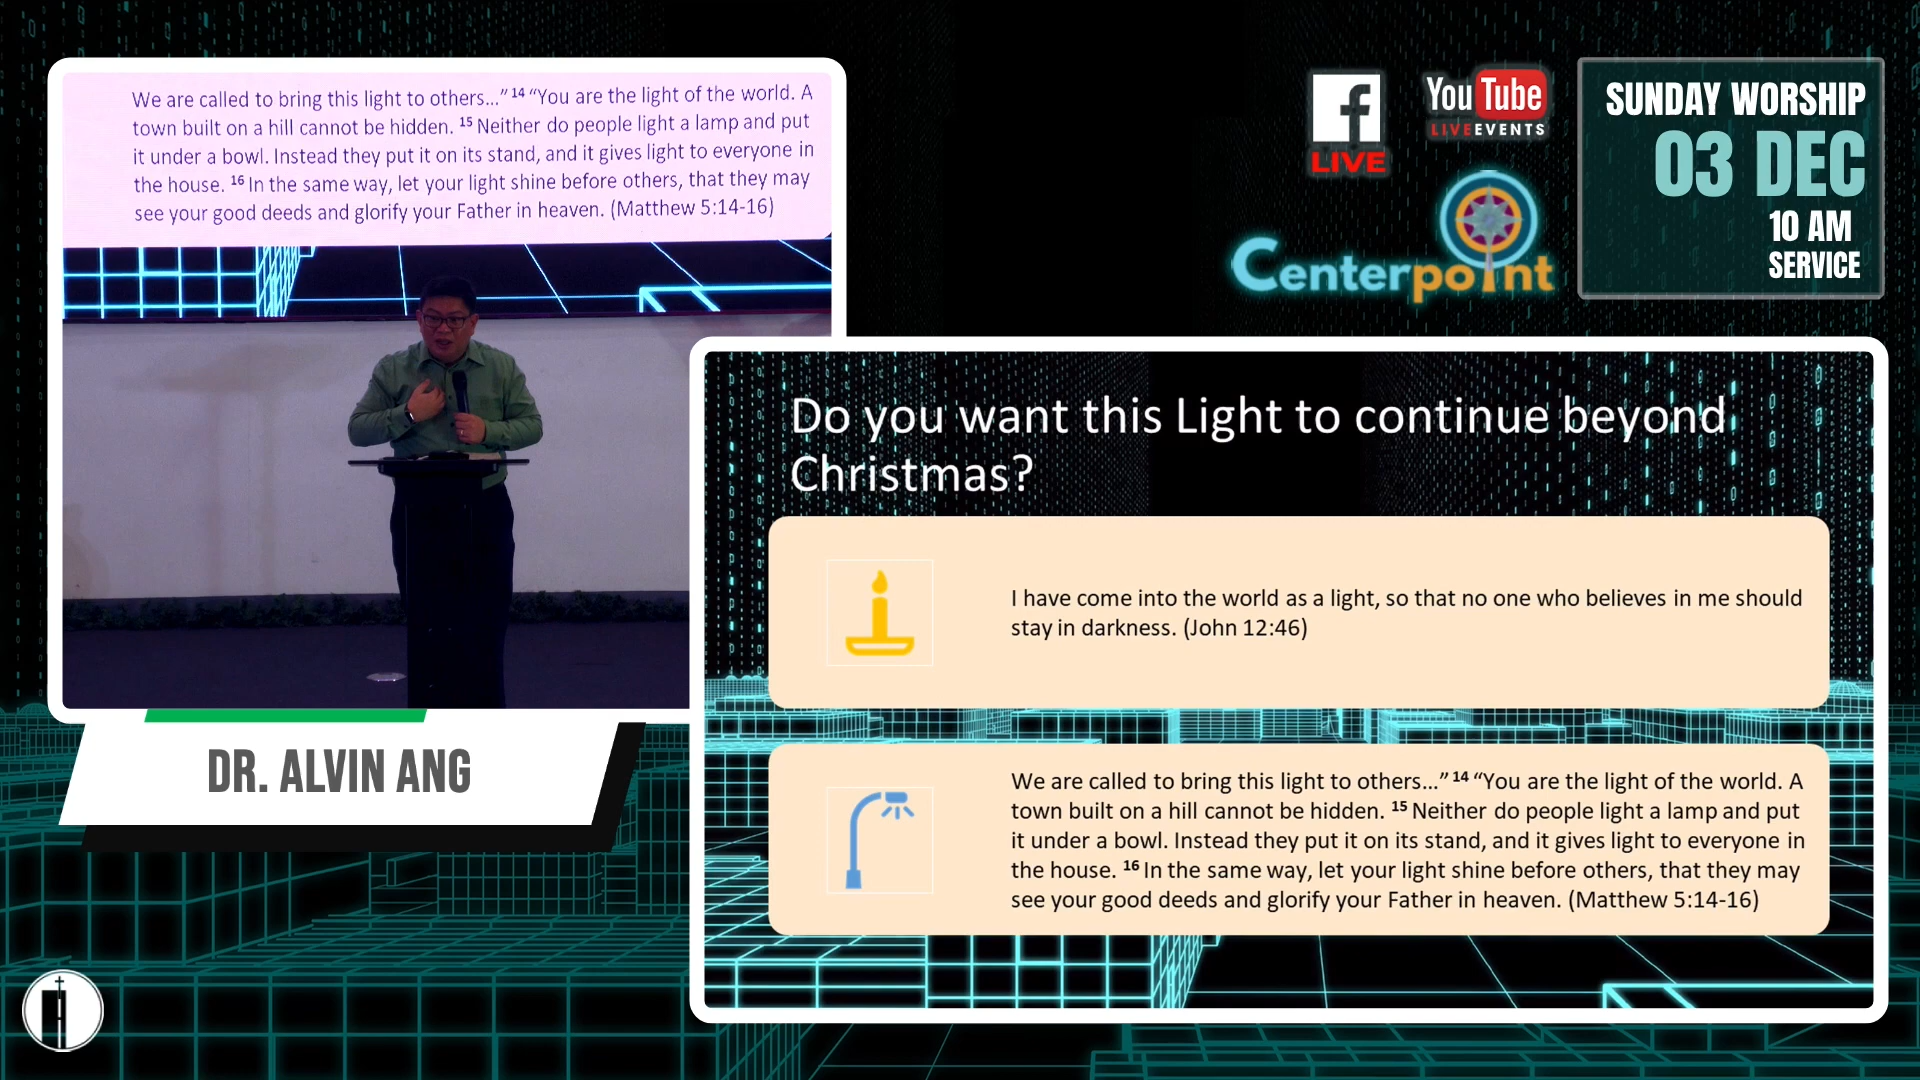 We are called to bring this light to others...” 14 “You are the light of the world. A
town built on a hill cannot be hidden. 15 Neither do people light a lamp and put
it under a bowl. Instead they put it on its stand, and it gives light to everyone in
the house. 16 In the same way, let your light shine before others, that they may
see your good deeds and glorify your Father in heaven. (Matthew 5:14-16)
f
LIVE
YouTube
LIVEEVENTS
Centerpoint
SUNDAY WORSHIP
03 DEC
10 AM
SERVICE
Do you want this Light to continue beyond
Christmas?
I have come into the world as a light, so that no one who believes in me should
stay in darkness. (John 12:46)
We are called to bring this light to others...” 14 “You are the light of the world. A
town built on a hill cannot be hidden. 15 Neither do people light a lamp and put
it under a bowl. Instead they put it on its stand, and it gives light to everyone in
the house. 16 In the same way, let your light shine before others, that they may
see your good deeds and glorify your Father in heaven. (Matthew 5:14-16)
DR. ALVIN ANG